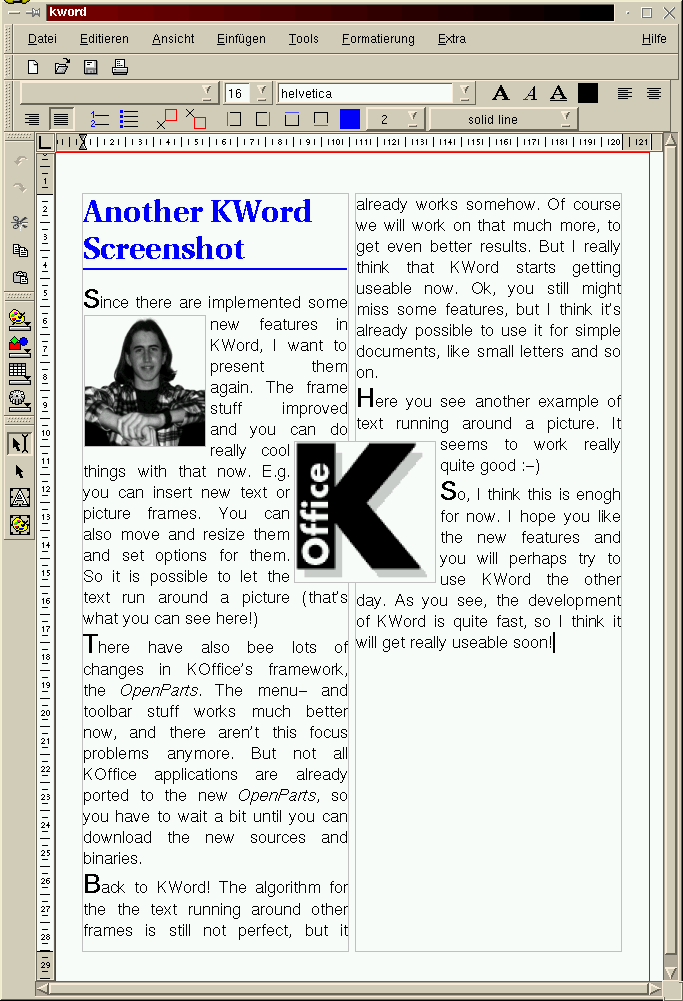 kword
Datei Editieren Ansicht Einfügen Tools Formatierung Extra Hilfe
16 helvetica
2 solid line
Another KWord
Screenshot
Since there are implemented some
new features in
KWord, I want to
present them
again. The frame
stuff improved
and you can do
really cool
things with that now. E.g.
you can insert new text or
picture frames. You can
also move and resize them
and set options for them.
So it is possible to let the
text run around a picture (that's
what you can see here!)
There have also bee lots of
changes in KOffice's framework,
the OpenParts. The menu– and
toolbar stuff works much better
now, and there aren't this focus
problems anymore. But not all
KOffice applications are already
ported to the new OpenParts, so
you have to wait a bit until you can
download the new sources and
binaries.
Back to KWord! The algorithm for
the the text running around other
frames is still not perfect, but it
already works somehow. Of course
we will work on that much more, to
get even better results. But I really
think that KWord starts getting
useable now. Ok, you still might
miss some features, but I think it's
already possible to use it for simple
documents, like small letters and so
on.
Here you see another example of
text running around a picture. It
seems to work really
quite good :–)
So, I think this is enogh
for now. I hope you like
the new features and
you will perhaps try to
use KWord the other
day. As you see, the development
of KWord is quite fast, so I think it
will get really useable soon!
K Office